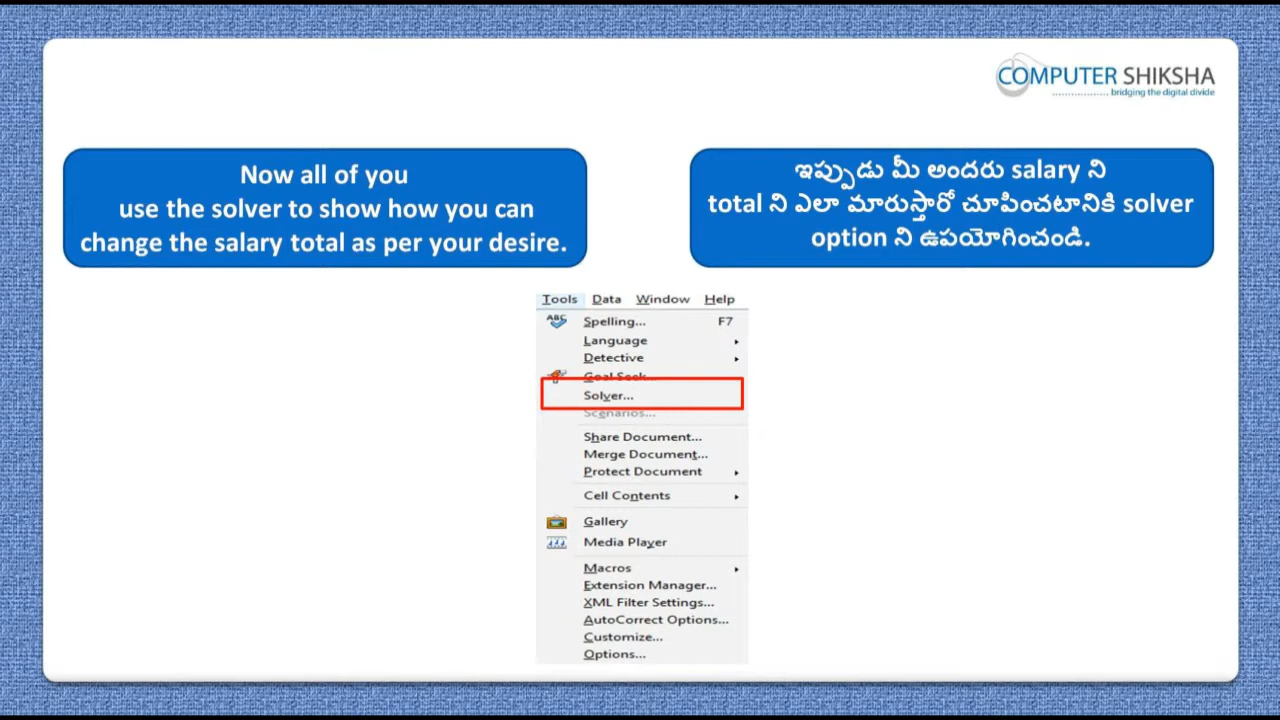 COMPUTER SHIKSHA
bridging the digital divide
Now all of you
use the solver to show how you can
change the salary total as per your desire.
ఇప్పుడు మీ అందరు salary ని
total ని ఎలా మారుస్తారో చూపించటానికి solver
option ని ఉపయోగించండి.
Tools Data Window Help
ABC Spelling... F7
Language
Detective
Goal Seek...
Solver...
Scenarios...
Share Document...
Merge Document...
Protect Document
Cell Contents
Gallery
Media Player
Macros
Extension Manager...
XML Filter Settings...
AutoCorrect Options...
Customize...
Options...